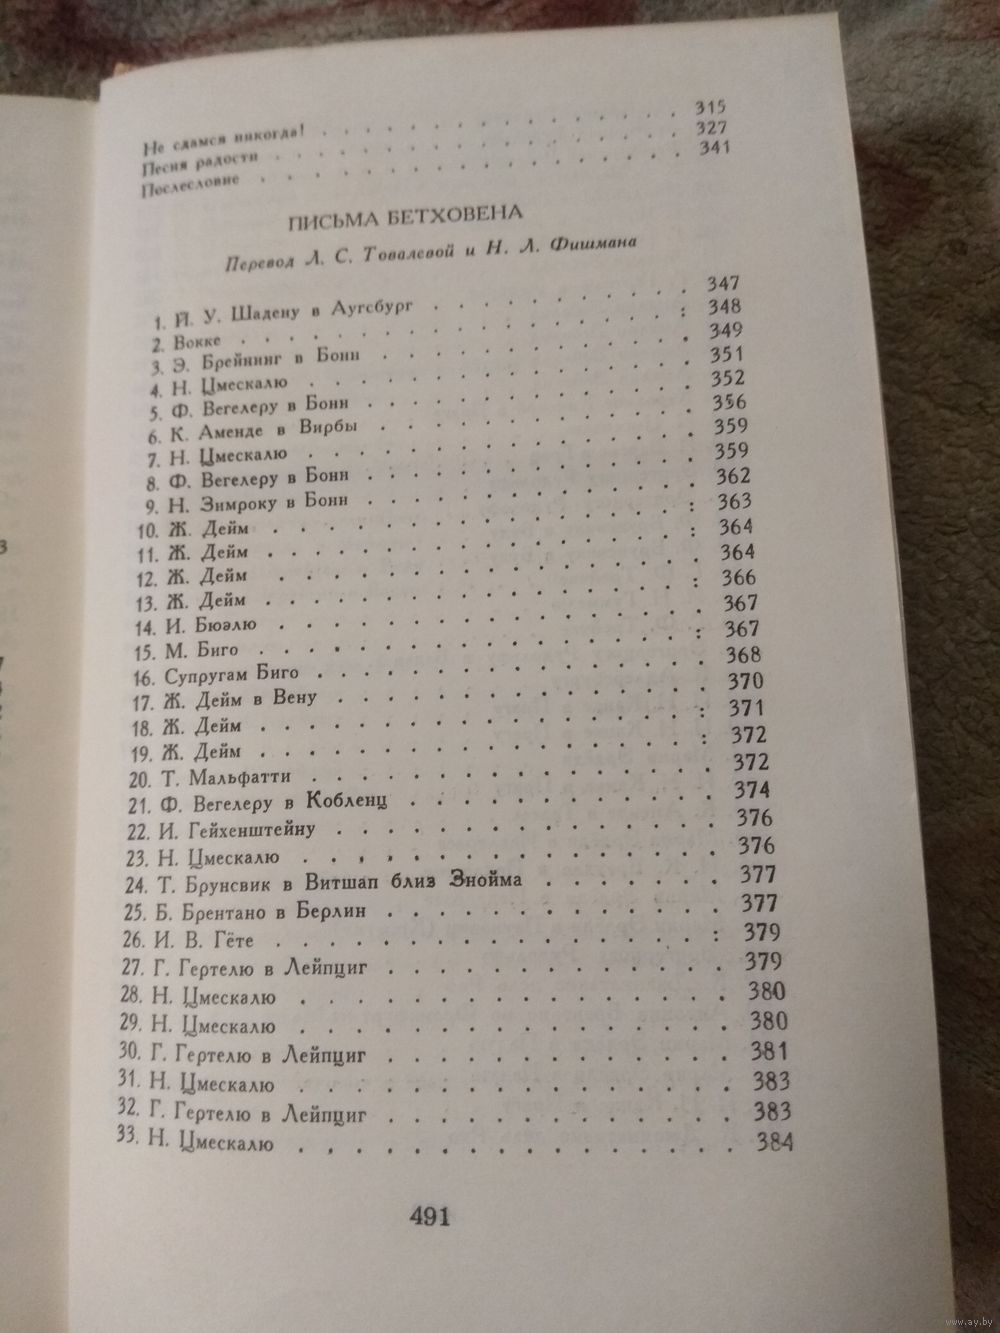 Не сдамся никогда! . . . . . . . . . . . . . . . 315
Песня радости . . . . . . . . . . . . . . . . 327
Послесловие . . . . . . . . . . . . . . . . 341
ПИСЬМА БЕТХОВЕНА
Перевод Л. С. Товалевой и Н. Л. Фишмана
1. И. У. Шадену в Аугсбург . . . . . . . . . . 347
2. Вокке . . . . . . . . . . . . . . . . . 348
3. Э. Брейнинг в Бонн . . . . . . . . . . . . 349
4. Н. Цмескалю . . . . . . . . . . . . . . 351
5. Ф. Вегелеру в Бонн . . . . . . . . . . . . 352
6. К. Аменде в Вирбы . . . . . . . . . . . . 356
7. Н. Цмескалю . . . . . . . . . . . . . . 359
8. Ф. Вегелеру в Бонн . . . . . . . . . . . . 359
9. Н. Зимроку в Бонн . . . . . . . . . . . . 362
10. Ж. Дейм . . . . . . . . . . . . . . . . 363
11. Ж. Дейм . . . . . . . . . . . . . . . . 364
12. Ж. Дейм . . . . . . . . . . . . . . . . 364
13. Ж. Дейм . . . . . . . . . . . . . . . . 366
14. И. Бюэлю . . . . . . . . . . . . . . . . 367
15. М. Биго . . . . . . . . . . . . . . . . 367
16. Супругам Биго . . . . . . . . . . . . . . 368
17. Ж. Дейм в Вену . . . . . . . . . . . . . . 370
18. Ж. Дейм . . . . . . . . . . . . . . . . 371
19. Ж. Дейм . . . . . . . . . . . . . . . . 372
20. Т. Мальфатти . . . . . . . . . . . . . . 372
21. Ф. Вегелеру в Кобленц . . . . . . . . . . . 374
22. И. Гейхенштейну . . . . . . . . . . . . . . 376
23. Н. Цмескалю . . . . . . . . . . . . . . . 376
24. Т. Брунсвик в Витшап близ Знойма . . . . . . . 377
25. Б. Брентано в Берлин . . . . . . . . . . . . 377
26. И. В. Гёте . . . . . . . . . . . . . . . . 379
27. Г. Гертелю в Лейпциг . . . . . . . . . . . . 379
28. Н. Цмескалю . . . . . . . . . . . . . . . 380
29. Н. Цмескалю . . . . . . . . . . . . . . . 380
30. Г. Гертелю в Лейпциг . . . . . . . . . . . . 381
31. Н. Цмескалю . . . . . . . . . . . . . . . 383
32. Г. Гертелю в Лейпциг . . . . . . . . . . . . 383
33. Н. Цмескалю . . . . . . . . . . . . . . . 384
491
www.ay.by